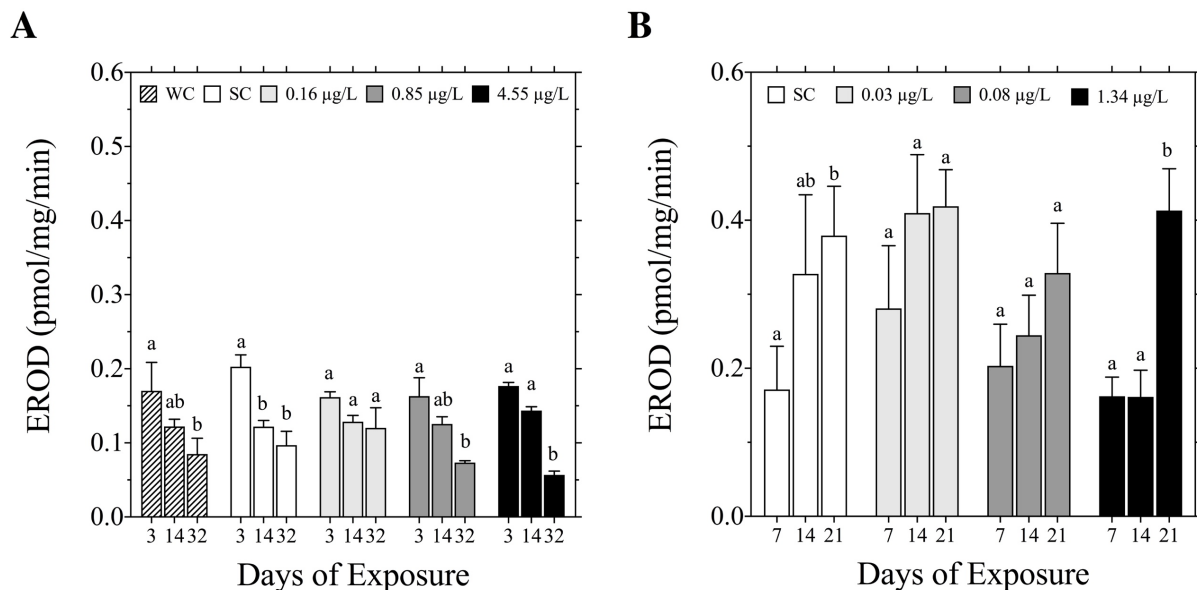 A
EROD (pmol/mg/min)
0.6
0.5
0.4
0.3
0.2
0.1
0.0
WC SC 0.16 µg/L 0.85 µg/L 4.55 µg/L
a ab b
a b b
a a a
a ab b
a a b
3 14 32 3 14 32 3 14 32 3 14 32 3 14 32
Days of Exposure
B
EROD (pmol/mg/min)
0.6
0.4
0.2
0.0
SC 0.03 µg/L 0.08 µg/L 1.34 µg/L
a ab b
a a a
a a a
a a b
7 14 21 7 14 21 7 14 21 7 14 21
Days of Exposure